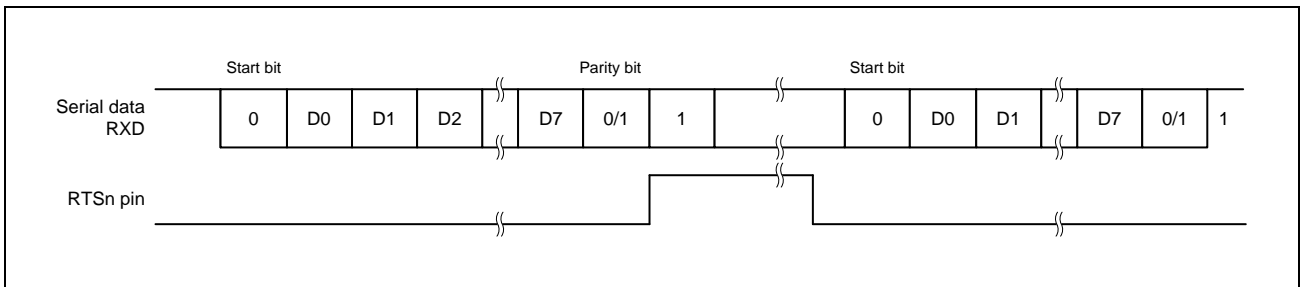 Start bit Parity bit Start bit
Serial data
RXD
0 D0 D1 D2 D7 0/1 1 0 D0 D1 D7 0/1 1
RTSn pin